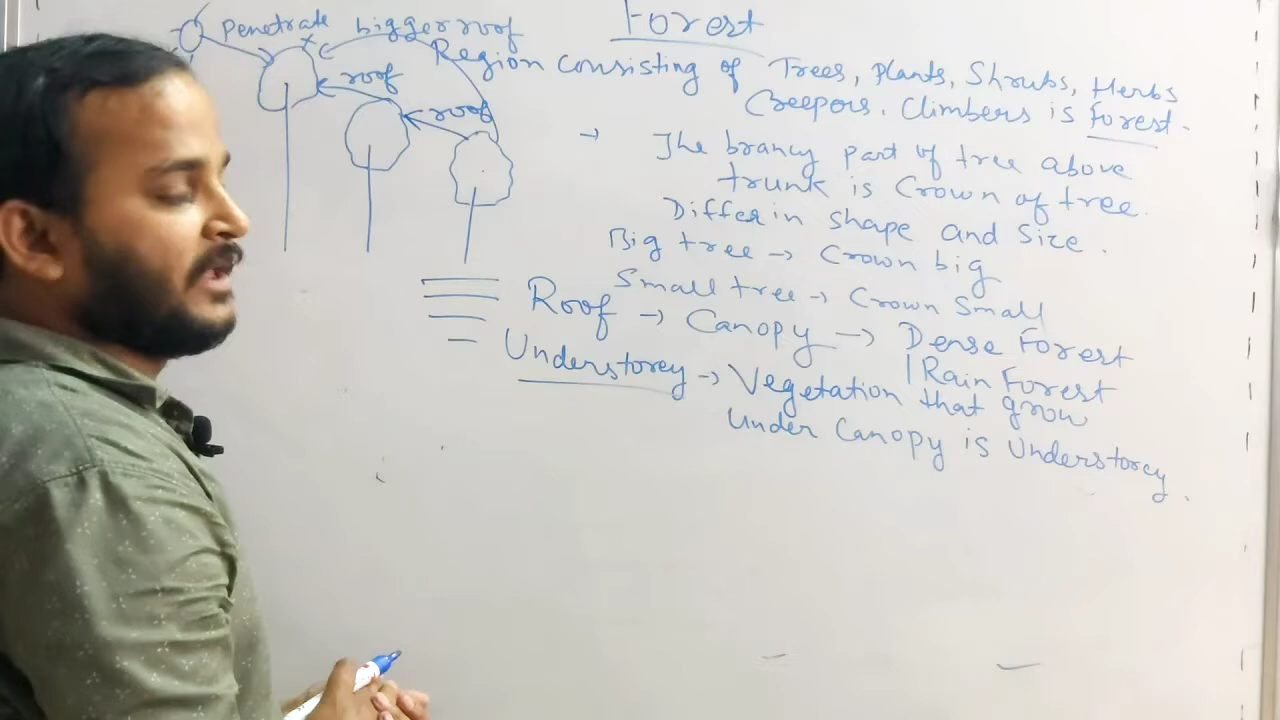 Forest
Penetrate bigger roof
roof
roof
Region consisting of Trees, Plants, Shrubs, Herbs
Creepors. Climbers is forest.
→ The brancy part of tree above
trunk is Crown of tree.
Differ in shape and Size.
Big tree → Crown big
Small tree → Crown Small
Roof → Canopy → Dense Forest
| Rain Forest
Understorey → Vegetation that grow
under Canopy is Understorey.